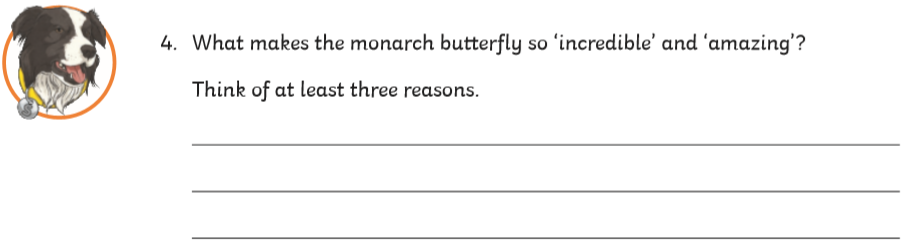 4. What makes the monarch butterfly so ‘incredible’ and ‘amazing’?
Think of at least three reasons.